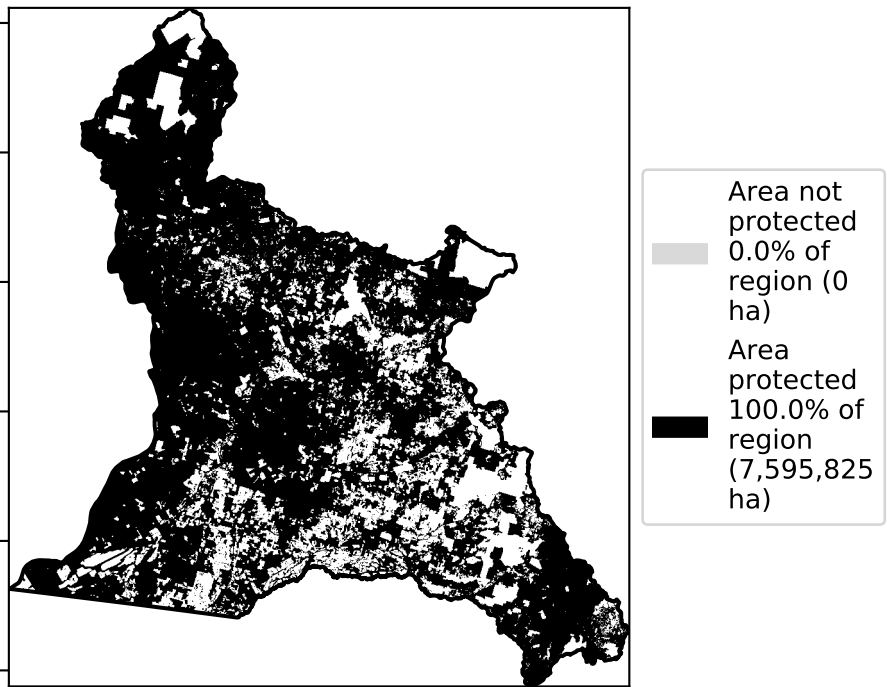 Area not
protected
0.0% of
region (0
ha)
Area
protected
100.0% of
region
(7,595,825
ha)